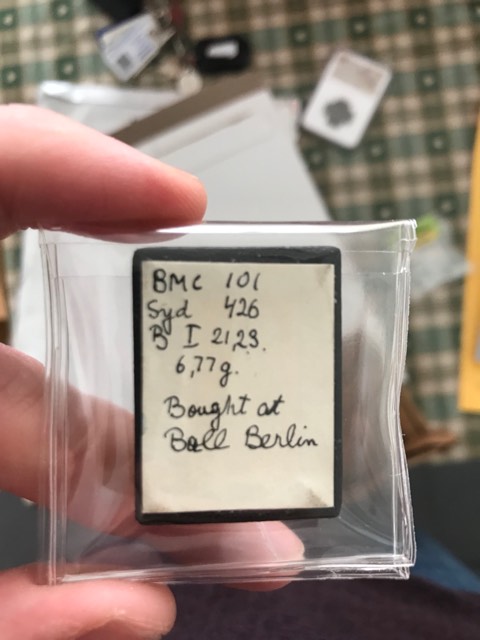 BMC 101
Syd 426
B I 21,23.
6,77g.
Bought at
Ball Berlin